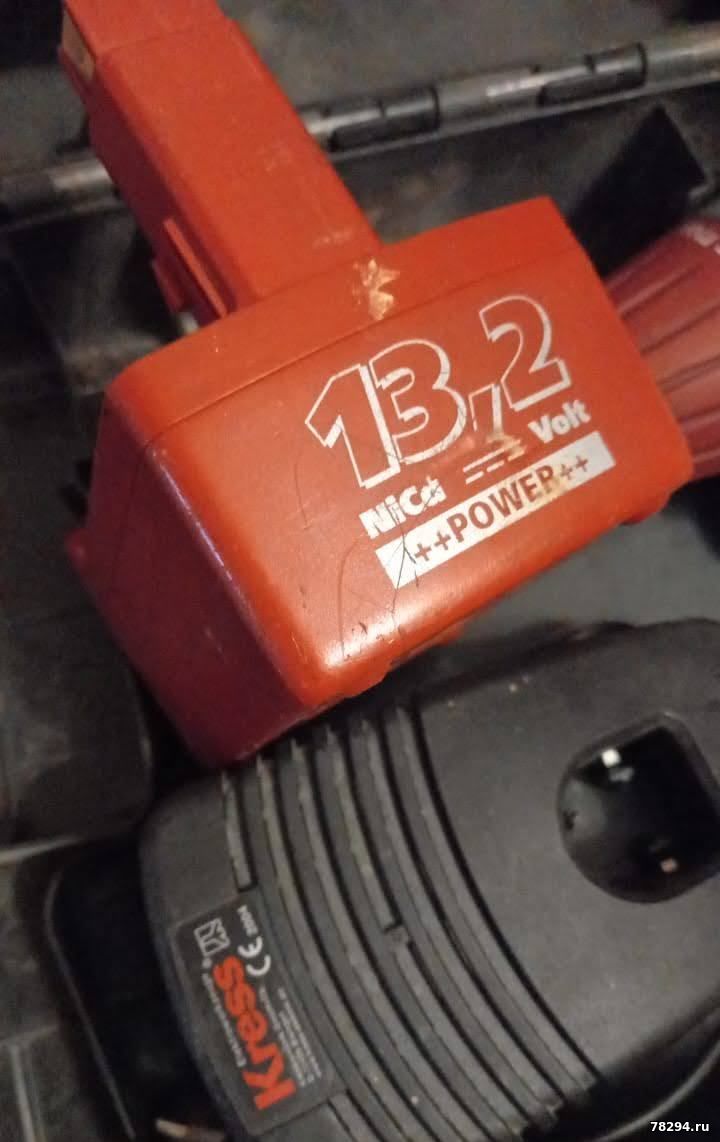 13,2
Volt
NiCd
++POWER++
Kress
CE 2004
78294.ru